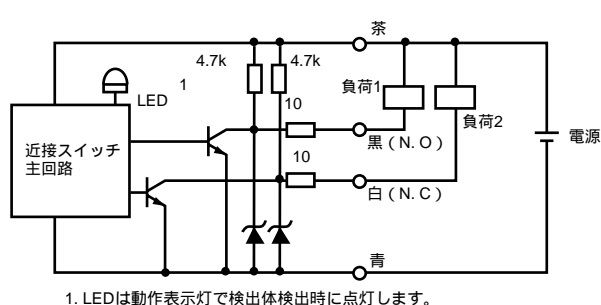 茶
4.7k
4.7k
1
LED
10
負荷1
負荷2
電源
近接スイッチ
主回路
黒（N.O）
10
白（N.C）
青
1. LEDは動作表示灯で検出体検出時に点灯します。